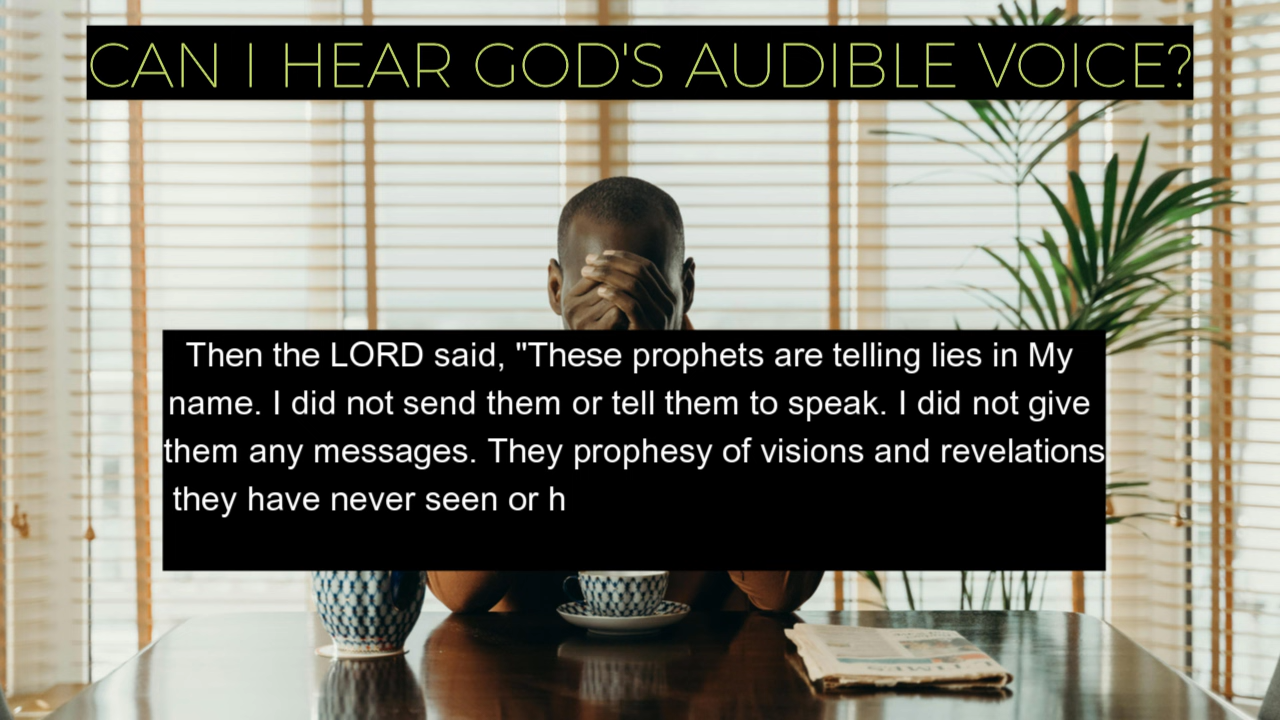 CAN I HEAR GOD'S AUDIBLE VOICE?
Then the LORD said, "These prophets are telling lies in My
name. I did not send them or tell them to speak. I did not give
them any messages. They prophesy of visions and revelations
they have never seen or h